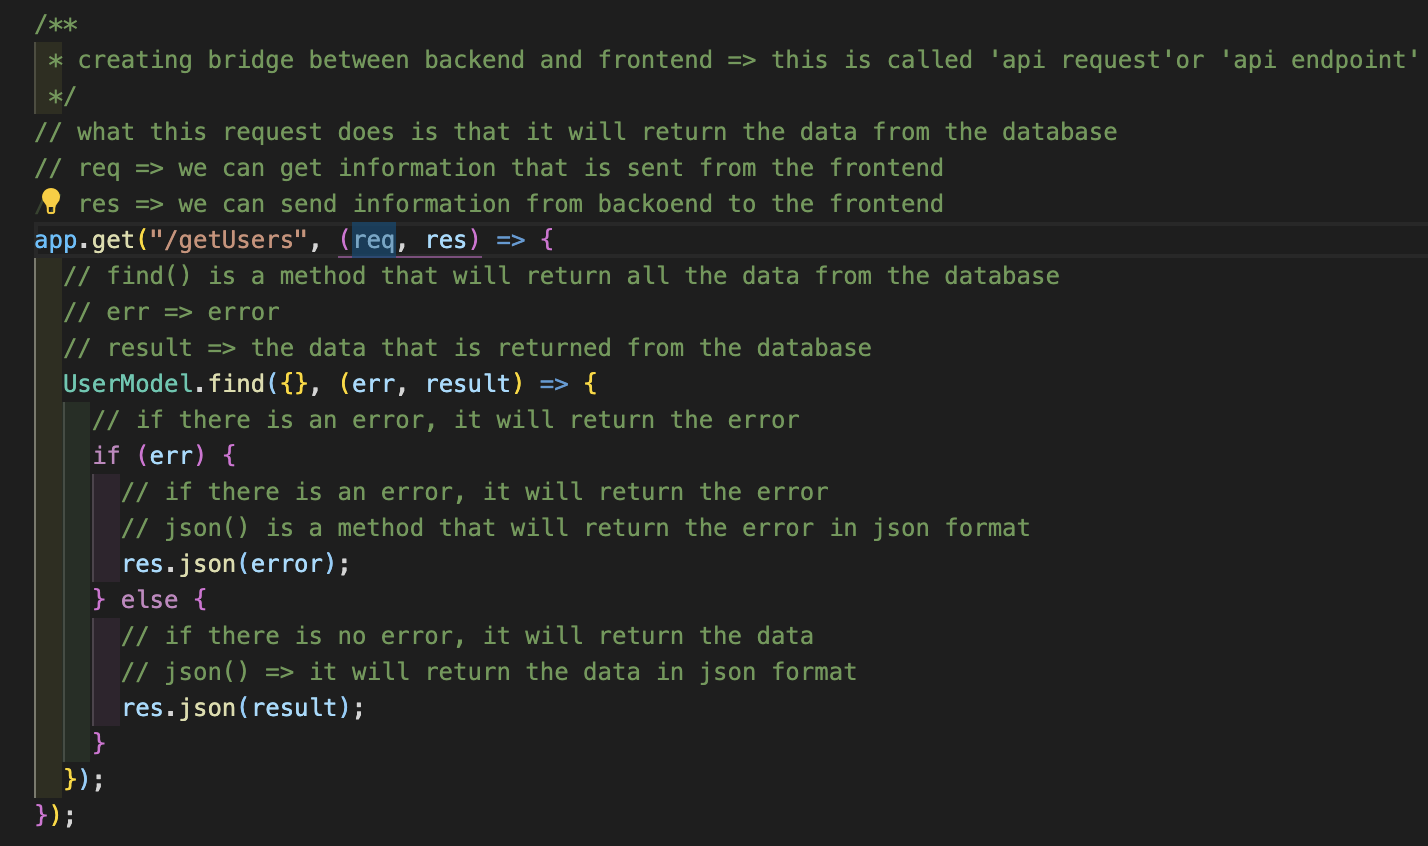 /**
* creating bridge between backend and frontend => this is called 'api request'or 'api endpoint'
*/
// what this request does is that it will return the data from the database
// req => we can get information that is sent from the frontend
/ res => we can send information from backoend to the frontend
app.get("/getUsers", (req, res) => {
// find() is a method that will return all the data from the database
// err => error
// result => the data that is returned from the database
UserModel.find({}, (err, result) => {
// if there is an error, it will return the error
if (err) {
// if there is an error, it will return the error
// json() is a method that will return the error in json format
res.json(error);
} else {
// if there is no error, it will return the data
// json() => it will return the data in json format
res.json(result);
}
});
});